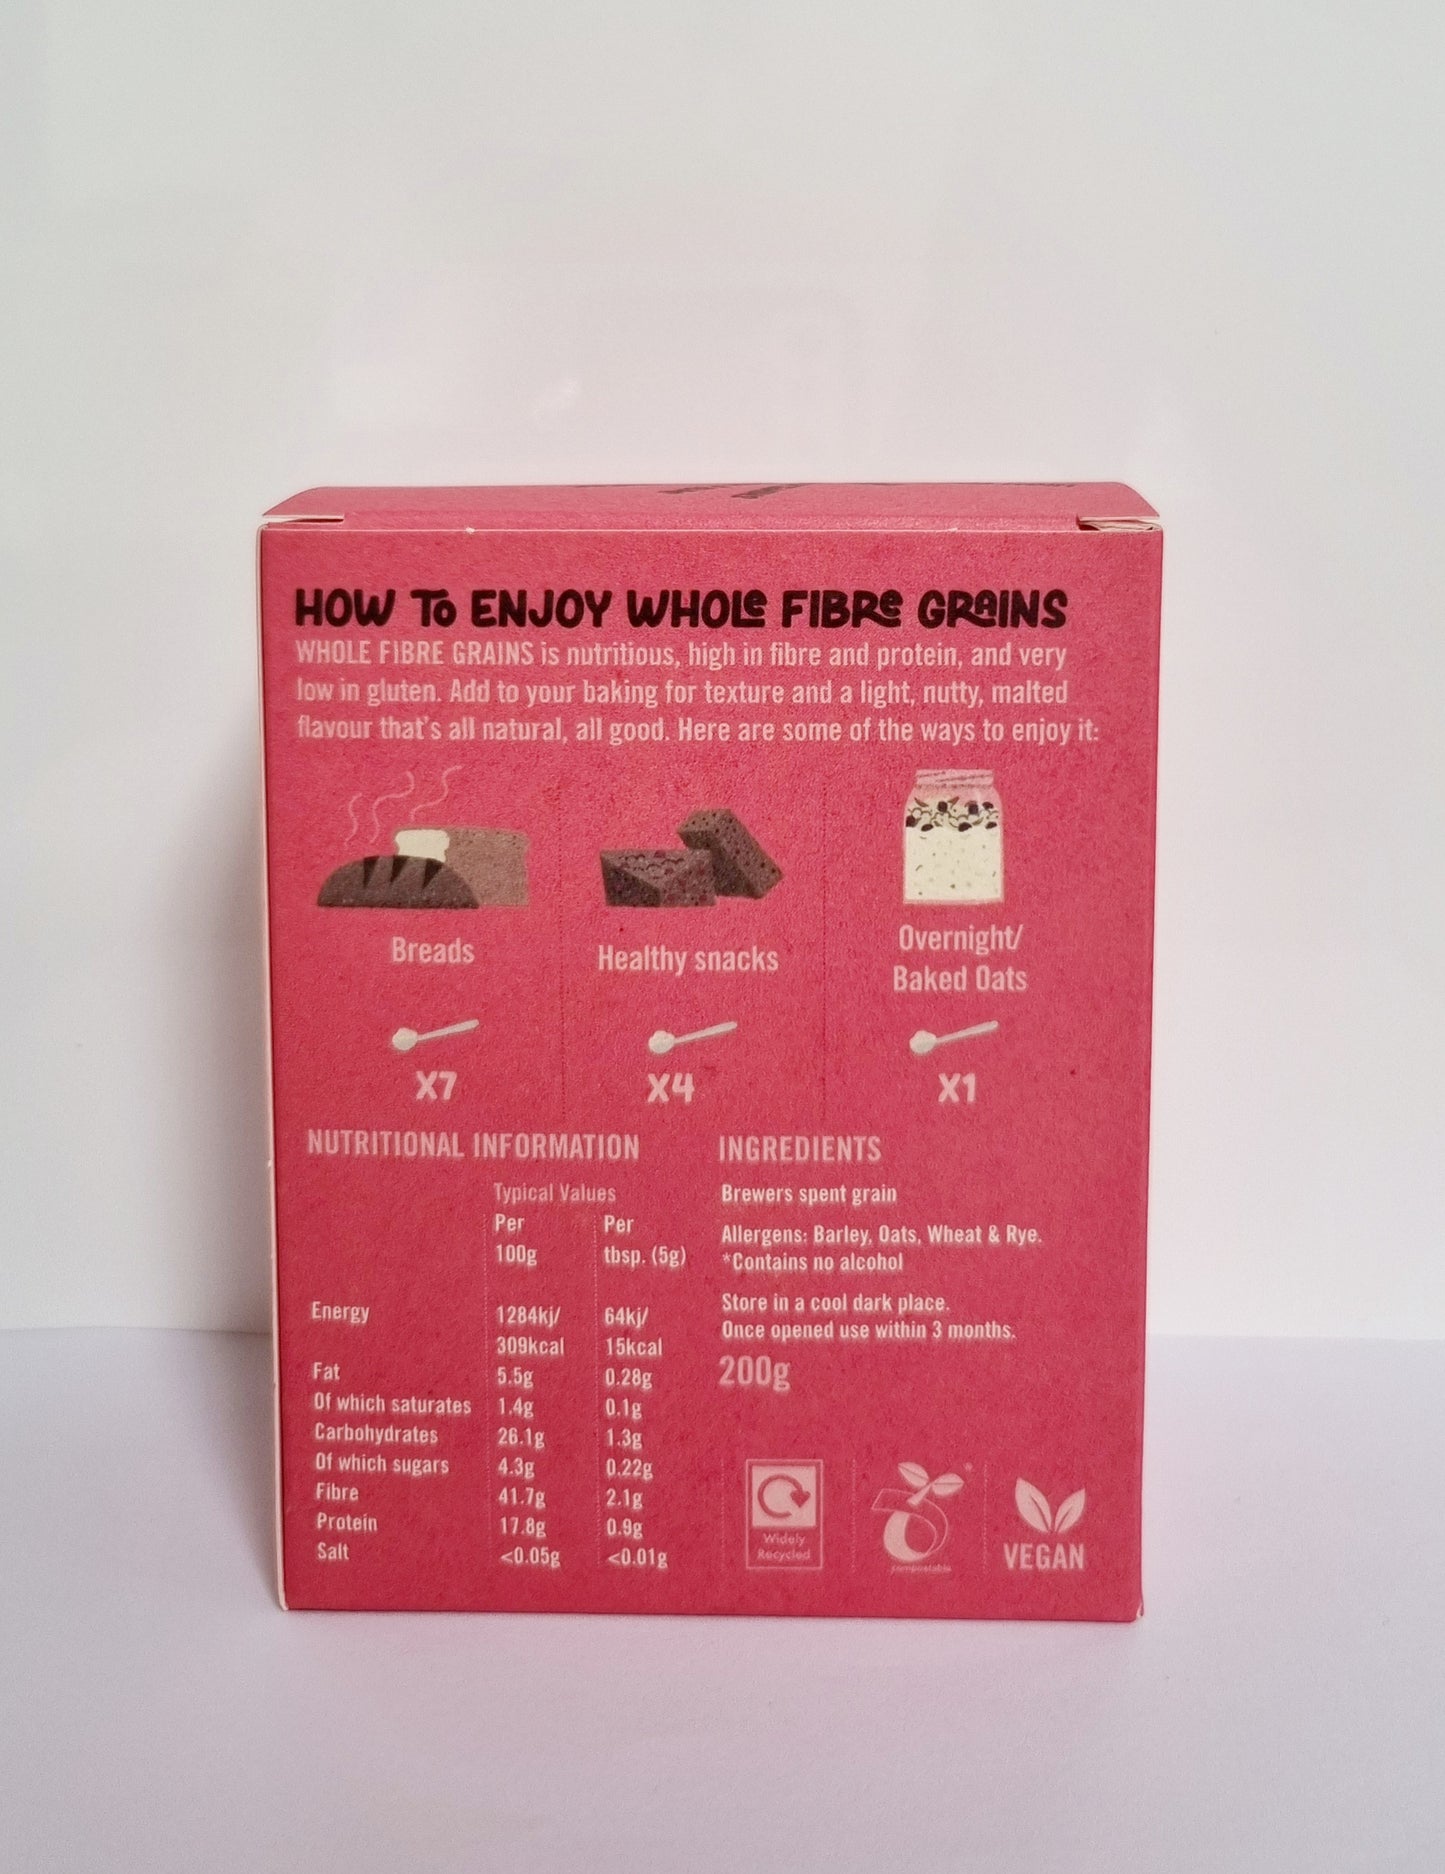 HOW TO ENJOY WHOLE FIBRE GRAINS
WHOLE FIBRE GRAINS is nutritious, high in fibre and protein, and very
low in gluten. Add to your baking for texture and a light, nutty, malted
flavour that's all natural, all good. Here are some of the ways to enjoy it:
Breads
Healthy snacks
Overnight/
Baked Oats
X7
X4
X1
NUTRITIONAL INFORMATION
Typical Values
Per Per
100g tbsp. (5g)
Energy 1284kj/ 64kj/
309kcal 15kcal
Fat 5.5g 0.28g
Of which saturates 1.4g 0.1g
Carbohydrates 26.1g 1.3g
Of which sugars 4.3g 0.22g
Fibre 41.7g 2.1g
Protein 17.8g 0.9g
Salt <0.05g <0.01g
INGREDIENTS
Brewers spent grain
Allergens: Barley, Oats, Wheat & Rye.
*Contains no alcohol
Store in a cool dark place.
Once opened use within 3 months.
200g
Widely
Recycled
compostable
VEGAN